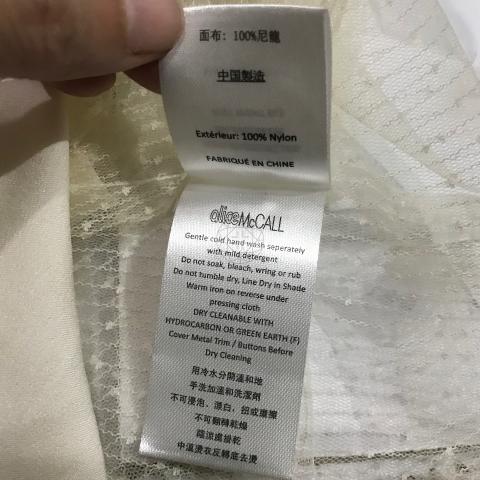 面布: 100%尼龍
中国製造
Extérieur: 100% Nylon
FABRIQUÉ EN CHINE
aliceMcCALL
Gentle cold hand wash seperately
with mild detergent
Do not soak, bleach, wring or rub
Do not tumble dry, Line Dry in Shade
Warm iron on reverse under
pressing cloth
DRY CLEANABLE WITH
HYDROCARBON OR GREEN EARTH (F)
Cover Metal Trim / Buttons Before
Dry Cleaning
用冷水分開溫和地
手洗加溫和洗潔劑
不可浸泡、漂白、扭或磨擦
不可翻轉乾燥
蔭涼處掛乾
中溫燙衣反轉底去燙